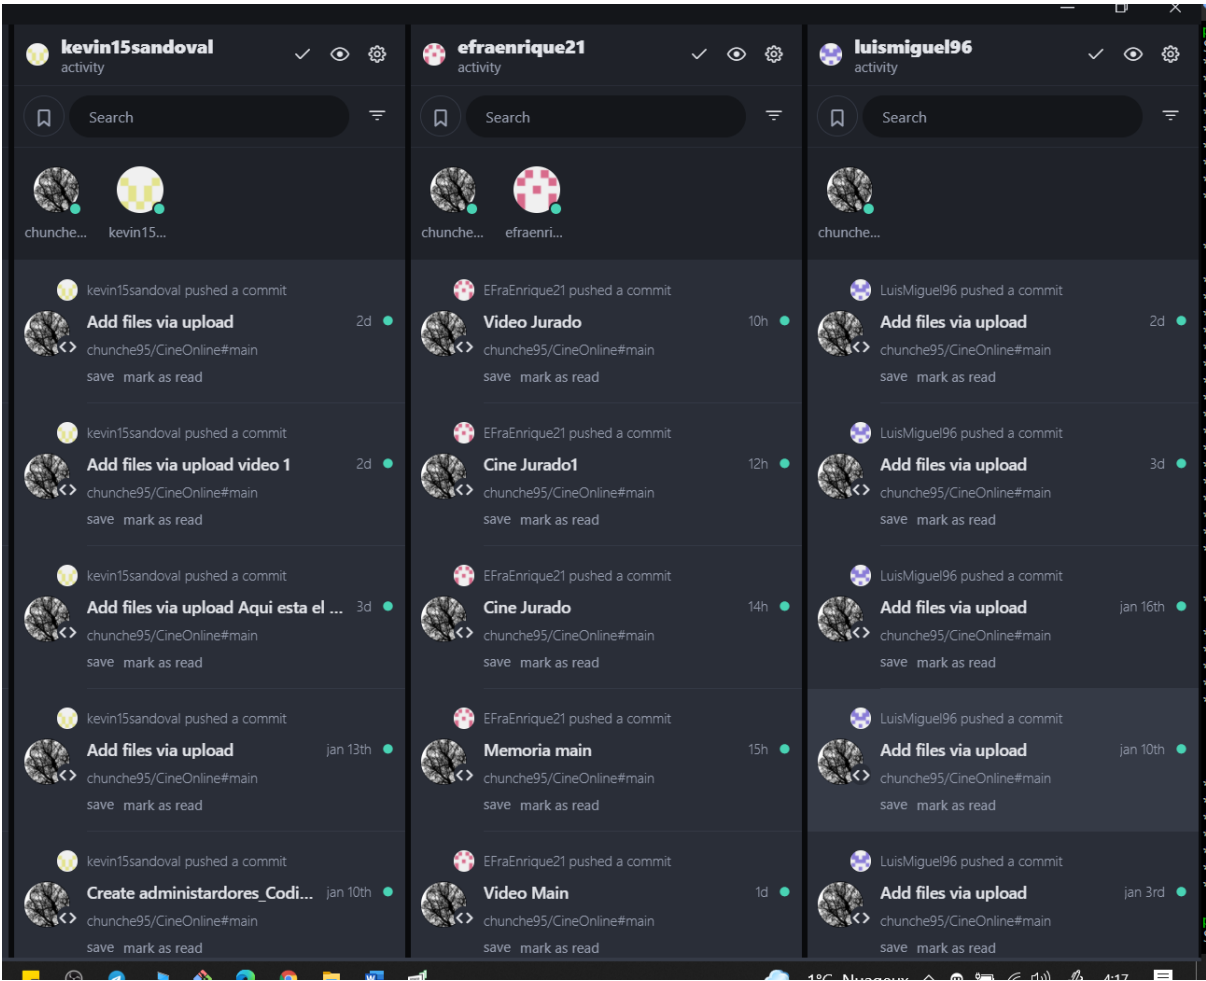 kevin15sandoval
activity
Search
chunche...
kevin15...
kevin15sandoval pushed a commit
Add files via upload
2d
chunche95/CineOnline#main
save mark as read
kevin15sandoval pushed a commit
Add files via upload video 1
2d
chunche95/CineOnline#main
save mark as read
kevin15sandoval pushed a commit
Add files via upload Aqui esta el ...
3d
chunche95/CineOnline#main
save mark as read
kevin15sandoval pushed a commit
Add files via upload
jan 13th
chunche95/CineOnline#main
save mark as read
kevin15sandoval pushed a commit
Create administardores_Codi...
jan 10th
chunche95/CineOnline#main
save mark as read
efraenrique21
activity
Search
chunche...
efraenri...
EFraEnrique21 pushed a commit
Video Jurado
10h
chunche95/CineOnline#main
save mark as read
EFraEnrique21 pushed a commit
Cine Jurado1
12h
chunche95/CineOnline#main
save mark as read
EFraEnrique21 pushed a commit
Cine Jurado
14h
chunche95/CineOnline#main
save mark as read
EFraEnrique21 pushed a commit
Memoria main
15h
chunche95/CineOnline#main
save mark as read
EFraEnrique21 pushed a commit
Video Main
1d
chunche95/CineOnline#main
save mark as read
luismiguel96
activity
Search
chunche...
LuisMiguel96 pushed a commit
Add files via upload
2d
chunche95/CineOnline#main
save mark as read
LuisMiguel96 pushed a commit
Add files via upload
3d
chunche95/CineOnline#main
save mark as read
LuisMiguel96 pushed a commit
Add files via upload
jan 16th
chunche95/CineOnline#main
save mark as read
LuisMiguel96 pushed a commit
Add files via upload
jan 10th
chunche95/CineOnline#main
save mark as read
LuisMiguel96 pushed a commit
Add files via upload
jan 3rd
chunche95/CineOnline#main
save mark as read
1°C Nuageux
4:17